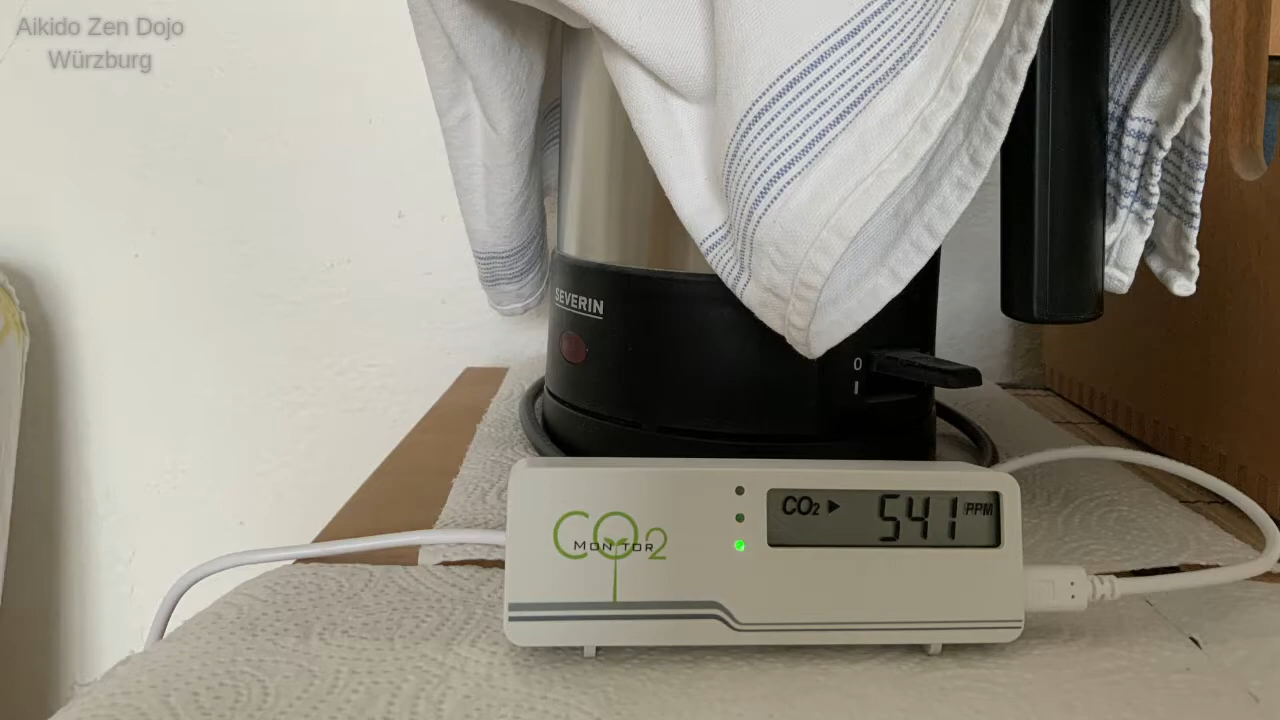 Aikido Zen Dojo
Würzburg
SEVERIN
0
I
CO2
MONITOR
CO2 ▶ 541 PPM